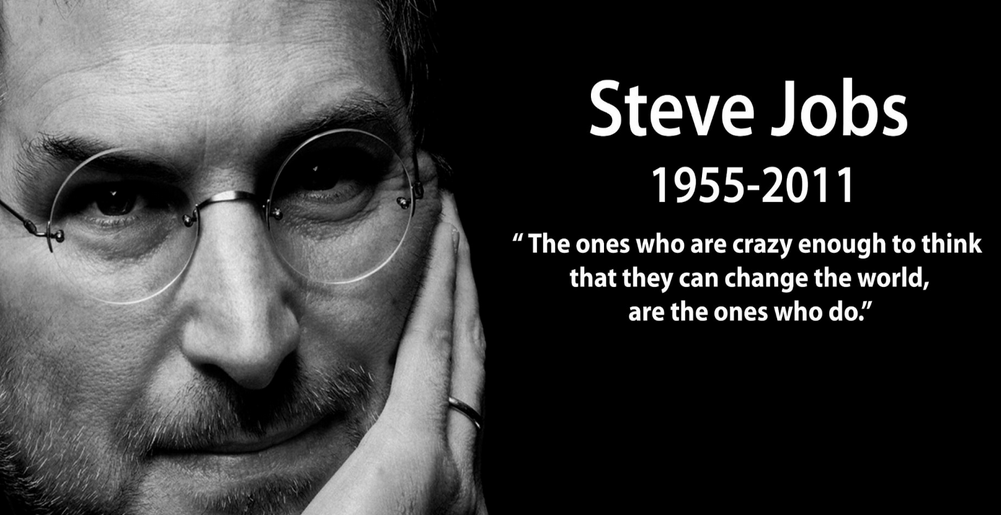 Steve Jobs
1955-2011
“ The ones who are crazy enough to think
that they can change the world,
are the ones who do.”